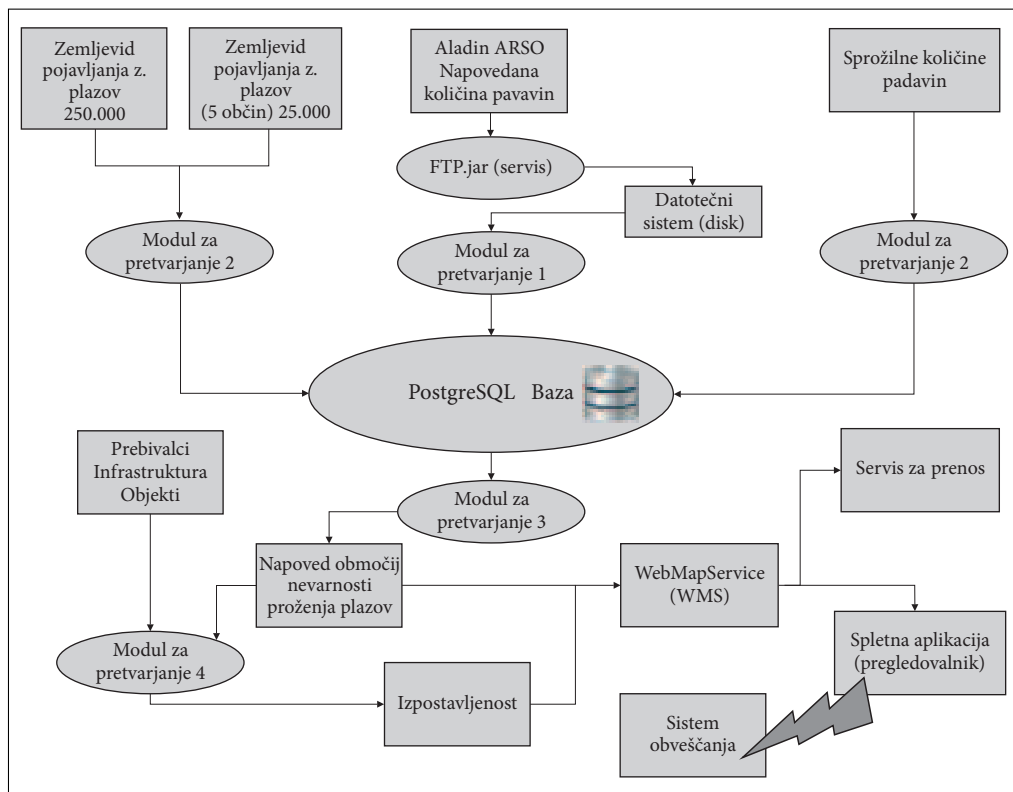 Zemljevid
pojavljanja z.
plazov
250.000
Zemljevid
pojavljanja z.
plazov
(5 občin) 25.000
Aladin ARSO
Napovedana
količina pavavin
Sprožilne količine
padavin
FTP.jar (servis)
Datotečni
sistem (disk)
Modul za
pretvarjanje 2
Modul za
pretvarjanje 1
Modul za
pretvarjanje 2
PostgreSQL Baza
Prebivalci
Infrastruktura
Objekti
Modul za
pretvarjanje 3
Servis za prenos
Napoved območij
nevarnosti
proženja plazov
WebMapService
(WMS)
Modul za
pretvarjanje 4
Spletna aplikacija
(pregledovalnik)
Izpostavljenost
Sistem
obveščanja